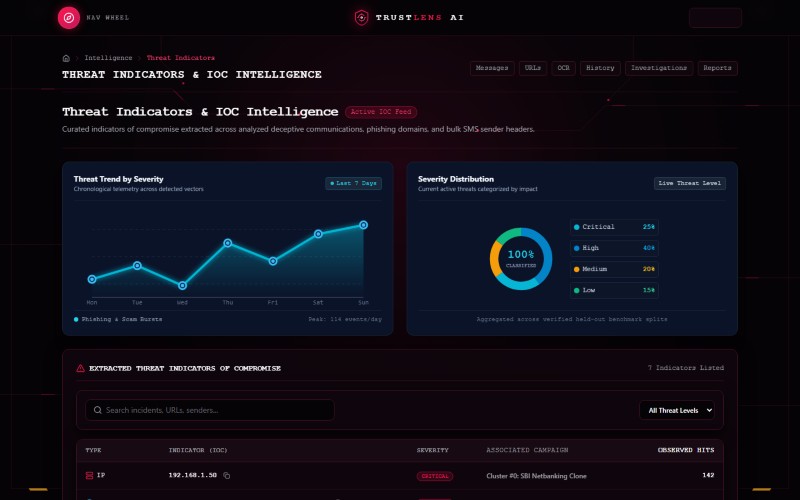 NAV WHEEL
TRUSTLENS AI
Intelligence Threat Indicators
THREAT INDICATORS & IOC INTELLIGENCE
Messages URLs OCR History Investigations Reports
Threat Indicators & IOC Intelligence Active IOC Feed
Curated indicators of compromise extracted across analyzed deceptive communications, phishing domains, and bulk SMS sender headers.
Threat Trend by Severity
Chronological telemetry across detected vectors
Last 7 Days
Mon Tue Wed Thu Fri Sat Sun
Phishing & Scam Bursts
Peak: 114 events/day
Severity Distribution
Current active threats categorized by impact
Live Threat Level
100%
CLASSIFIED
Critical 25%
High 40%
Medium 20%
Low 15%
Aggregated across verified held-out benchmark splits
EXTRACTED THREAT INDICATORS OF COMPROMISE
7 Indicators Listed
Search incidents, URLs, senders...
All Threat Levels
TYPE INDICATOR (IOC) SEVERITY ASSOCIATED CAMPAIGN OBSERVED HITS
IP 192.168.1.50 CRITICAL Cluster #0: SBI Netbanking Clone 142